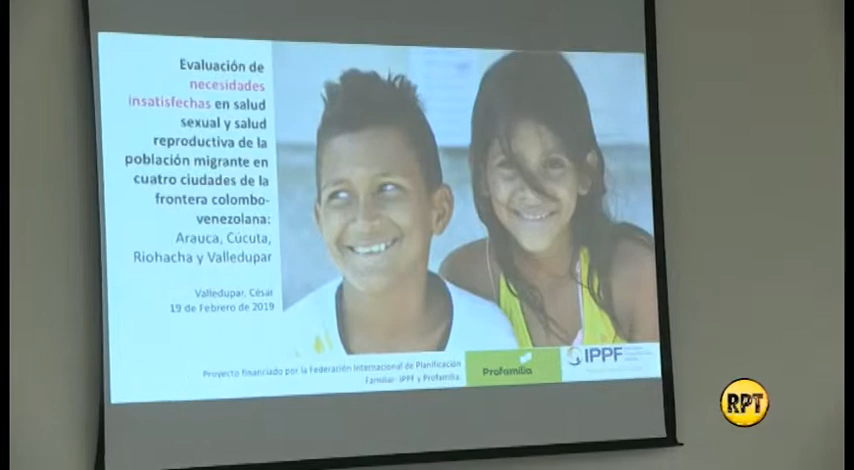 Evaluación de
necesidades
insatisfechas en salud
sexual y salud
reproductiva de la
población migrante en
cuatro ciudades de la
frontera colombo-
venezolana:
Arauca, Cúcuta,
Riohacha y Valledupar
Valledupar, César
19 de Febrero de 2019
Proyecto financiado por la Federación Internacional de Planificación
Familiar- IPPF y Profamilia.
Profamilia
IPPF
RPT